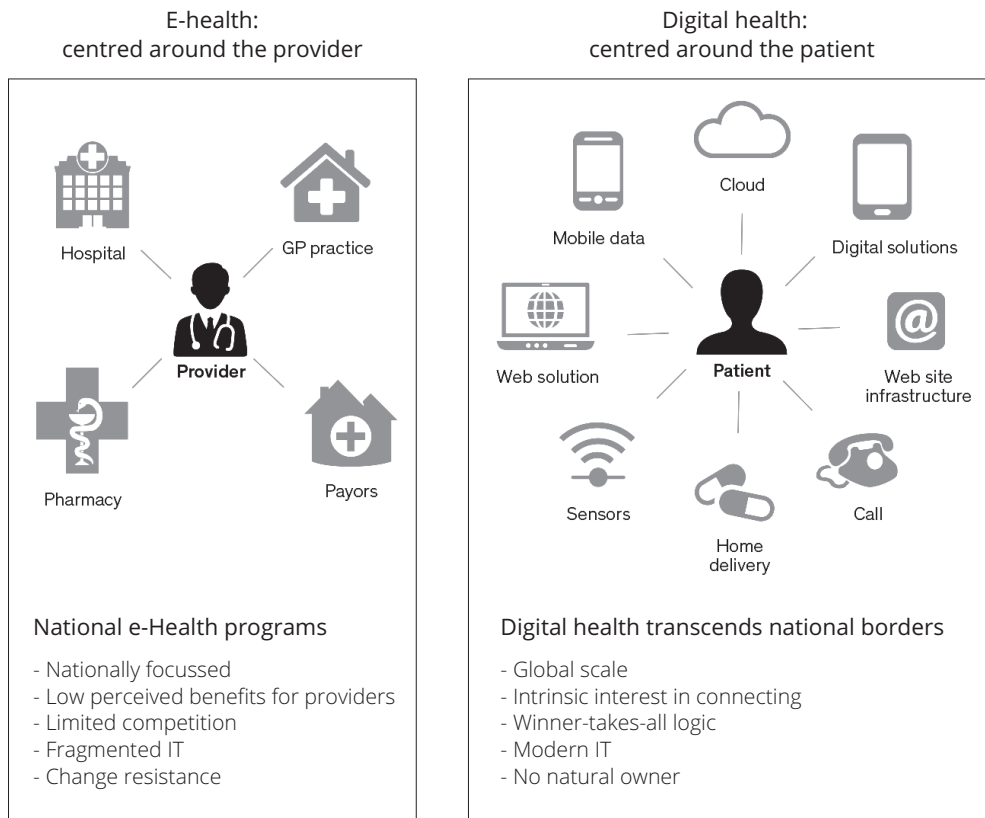 E-health:
centred around the provider
Hospital
GP practice
Provider
Pharmacy
Payors
National e-Health programs
- Nationally focussed
- Low perceived benefits for providers
- Limited competition
- Fragmented IT
- Change resistance
Digital health:
centred around the patient
Cloud
Mobile data
Digital solutions
Web solution
Patient
Web site
infrastructure
Sensors
Home
delivery
Call
Digital health transcends national borders
- Global scale
- Intrinsic interest in connecting
- Winner-takes-all logic
- Modern IT
- No natural owner